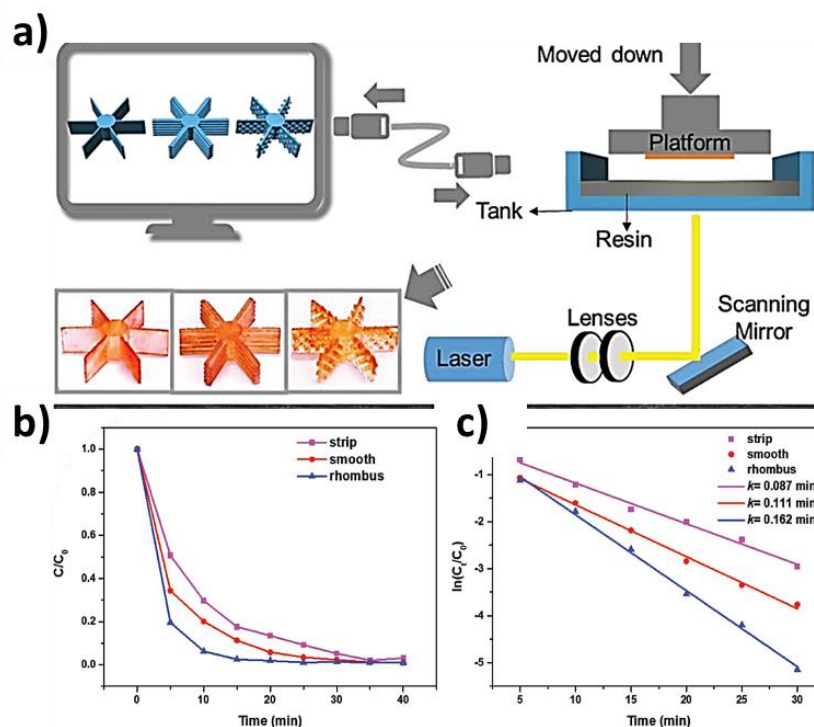 a)
Moved down
Platform
Tank
Resin
Scanning
Mirror
Lenses
Laser
b)
strip
smooth
rhombus
C/C0
1.0
0.8
0.6
0.4
0.2
0.0
0 10 20 30 40
Time (min)
c)
strip
smooth
rhombus
k= 0.087 min
k= 0.111 min
k= 0.162 min
ln(Ct/C0)
-1
-2
-3
-4
-5
5 10 15 20 25 30
Time (min)